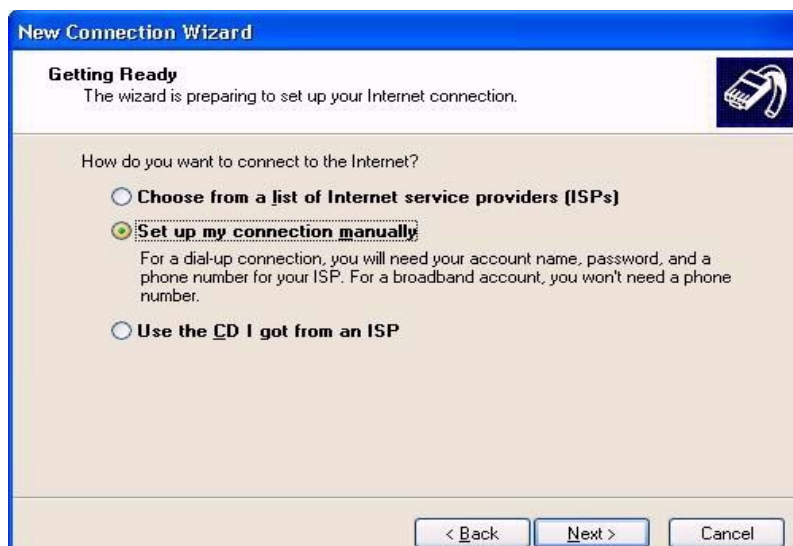 New Connection Wizard
Getting Ready
The wizard is preparing to set up your Internet connection.
How do you want to connect to the Internet?
Choose from a list of Internet service providers (ISPs)
Set up my connection manually
For a dial-up connection, you will need your account name, password, and a
phone number for your ISP. For a broadband account, you won't need a phone
number.
Use the CD I got from an ISP
< Back Next > Cancel